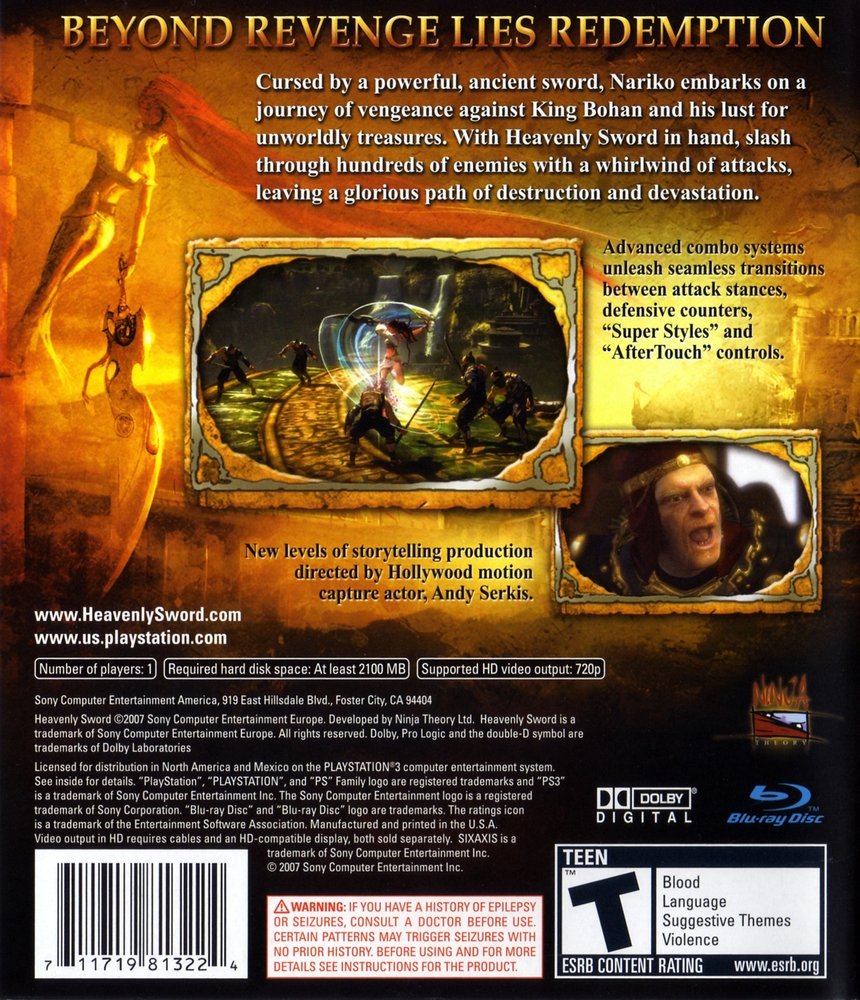 BEYOND REVENGE LIES REDEMPTION
Cursed by a powerful, ancient sword, Nariko embarks on a
journey of vengeance against King Bohan and his lust for
unworldly treasures. With Heavenly Sword in hand, slash
through hundreds of enemies with a whirlwind of attacks,
leaving a glorious path of destruction and devastation.
Advanced combo systems
unleash seamless transitions
between attack stances,
defensive counters,
“Super Styles” and
“AfterTouch” controls.
New levels of storytelling production
directed by Hollywood motion
capture actor, Andy Serkis.
www.HeavenlySword.com
www.us.playstation.com
Number of players: 1 Required hard disk space: At least 2100 MB Supported HD video output: 720p
Sony Computer Entertainment America, 919 East Hillsdale Blvd., Foster City, CA 94404
Heavenly Sword ©2007 Sony Computer Entertainment Europe. Developed by Ninja Theory Ltd. Heavenly Sword is a
trademark of Sony Computer Entertainment Europe. All rights reserved. Dolby, Pro Logic and the double-D symbol are
trademarks of Dolby Laboratories
Licensed for distribution in North America and Mexico on the PLAYSTATION®3 computer entertainment system.
See inside for details. “PlayStation”, “PLAYSTATION”, and “PS” Family logo are registered trademarks and “PS3”
is a trademark of Sony Computer Entertainment Inc. The Sony Computer Entertainment logo is a registered
trademark of Sony Corporation. “Blu-ray Disc” and “Blu-ray Disc” logo are trademarks. The ratings icon
is a trademark of the Entertainment Software Association. Manufactured and printed in the U.S.A.
Video output in HD requires cables and an HD-compatible display, both sold separately. SIXAXIS is a
trademark of Sony Computer Entertainment Inc.
© 2007 Sony Computer Entertainment Inc.
NINJA
THEORY
DOLBY®
DIGITAL
Blu-ray Disc™
7 11719 81322 4
WARNING: IF YOU HAVE A HISTORY OF EPILEPSY
OR SEIZURES, CONSULT A DOCTOR BEFORE USE.
CERTAIN PATTERNS MAY TRIGGER SEIZURES WITH
NO PRIOR HISTORY. BEFORE USING AND FOR MORE
DETAILS SEE INSTRUCTIONS FOR THE PRODUCT.
TEEN
T™
Blood
Language
Suggestive Themes
Violence
ESRB CONTENT RATING www.esrb.org